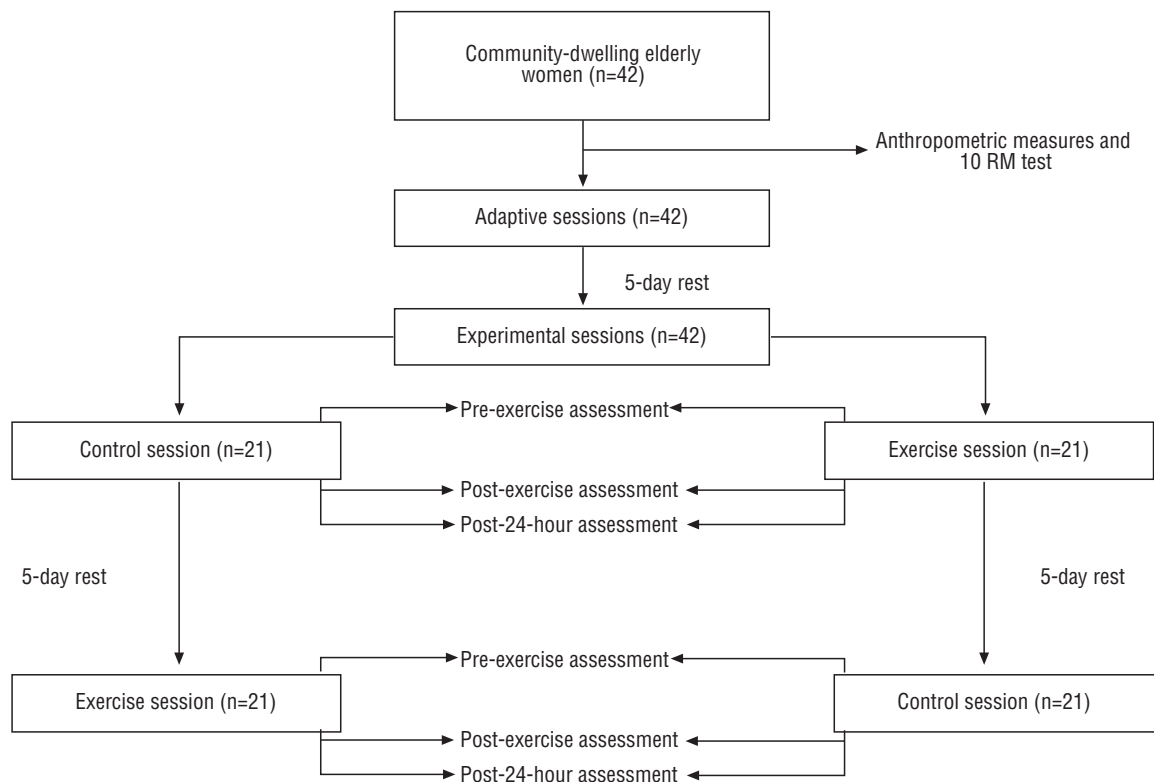 Community-dwelling elderly
women (n=42)
Anthropometric measures and
10 RM test
Adaptive sessions (n=42)
5-day rest
Experimental sessions (n=42)
Pre-exercise assessment
Control session (n=21)
Exercise session (n=21)
Post-exercise assessment
Post-24-hour assessment
5-day rest
5-day rest
Pre-exercise assessment
Exercise session (n=21)
Control session (n=21)
Post-exercise assessment
Post-24-hour assessment